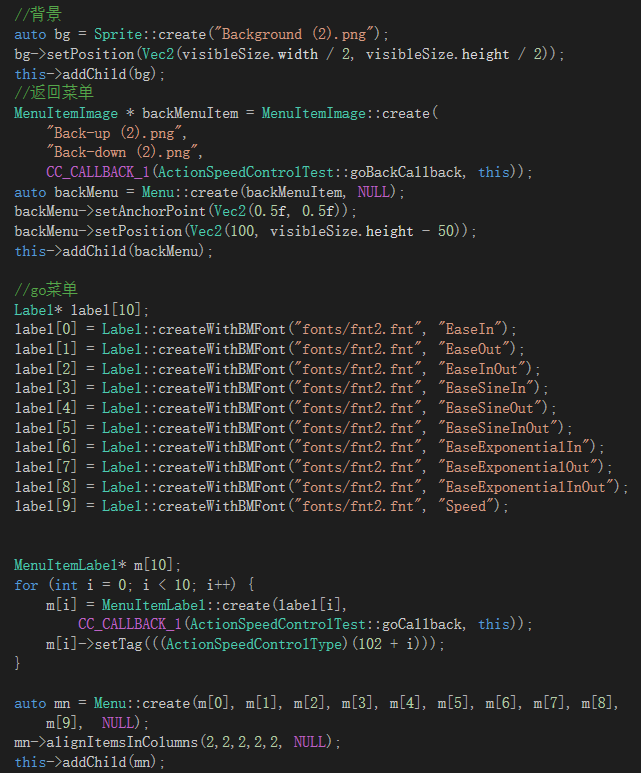 //背景
auto bg = Sprite::create("Background (2).png");
bg->setPosition(Vec2(visibleSize.width / 2, visibleSize.height / 2));
this->addChild(bg);
//返回菜单
MenuItemImage * backMenuItem = MenuItemImage::create(
    "Back-up (2).png",
    "Back-down (2).png",
    CC_CALLBACK_1(ActionSpeedControlTest::goBackCallback, this));
auto backMenu = Menu::create(backMenuItem, NULL);
backMenu->setAnchorPoint(Vec2(0.5f, 0.5f));
backMenu->setPosition(Vec2(100, visibleSize.height - 50));
this->addChild(backMenu);
//go菜单
Label* label[10];
label[0] = Label::createWithBMFont("fonts/fnt2.fnt", "EaseIn");
label[1] = Label::createWithBMFont("fonts/fnt2.fnt", "EaseOut");
label[2] = Label::createWithBMFont("fonts/fnt2.fnt", "EaseInOut");
label[3] = Label::createWithBMFont("fonts/fnt2.fnt", "EaseSineIn");
label[4] = Label::createWithBMFont("fonts/fnt2.fnt", "EaseSineOut");
label[5] = Label::createWithBMFont("fonts/fnt2.fnt", "EaseSineInOut");
label[6] = Label::createWithBMFont("fonts/fnt2.fnt", "EaseExponentialIn");
label[7] = Label::createWithBMFont("fonts/fnt2.fnt", "EaseExponentialOut");
label[8] = Label::createWithBMFont("fonts/fnt2.fnt", "EaseExponentialInOut");
label[9] = Label::createWithBMFont("fonts/fnt2.fnt", "Speed");
MenuItemLabel* m[10];
for (int i = 0; i < 10; i++) {
    m[i] = MenuItemLabel::create(label[i],
        CC_CALLBACK_1(ActionSpeedControlTest::goCallback, this));
    m[i]->setTag(((ActionSpeedControlType)(102 + i)));
}
auto mn = Menu::create(m[0], m[1], m[2], m[3], m[4], m[5], m[6], m[7], m[8],
    m[9],  NULL);
mn->alignItemsInColumns(2,2,2,2,2, NULL);
this->addChild(mn);